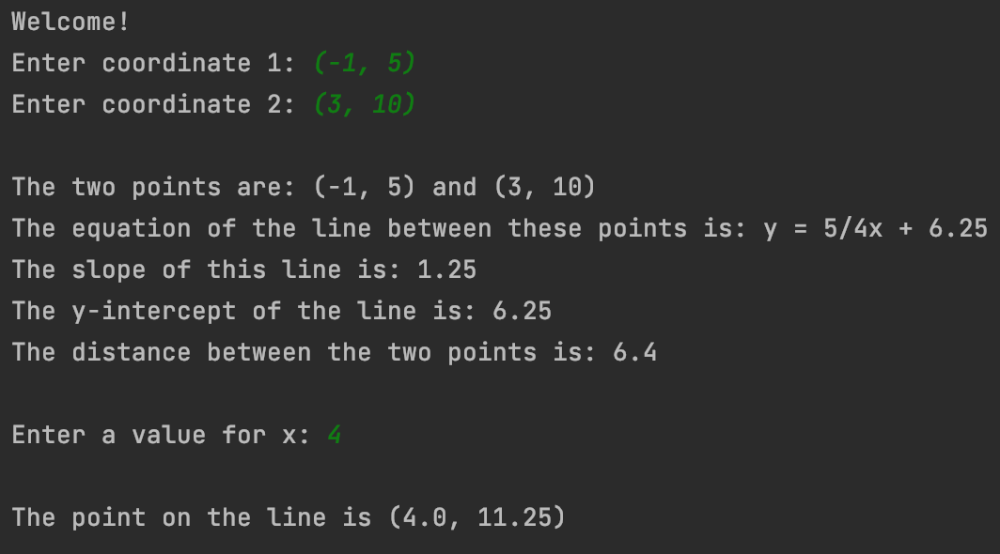 Welcome!
Enter coordinate 1: (-1, 5)
Enter coordinate 2: (3, 10)
The two points are: (-1, 5) and (3, 10)
The equation of the line between these points is: y = 5/4x + 6.25
The slope of this line is: 1.25
The y-intercept of the line is: 6.25
The distance between the two points is: 6.4
Enter a value for x: 4
The point on the line is (4.0, 11.25)